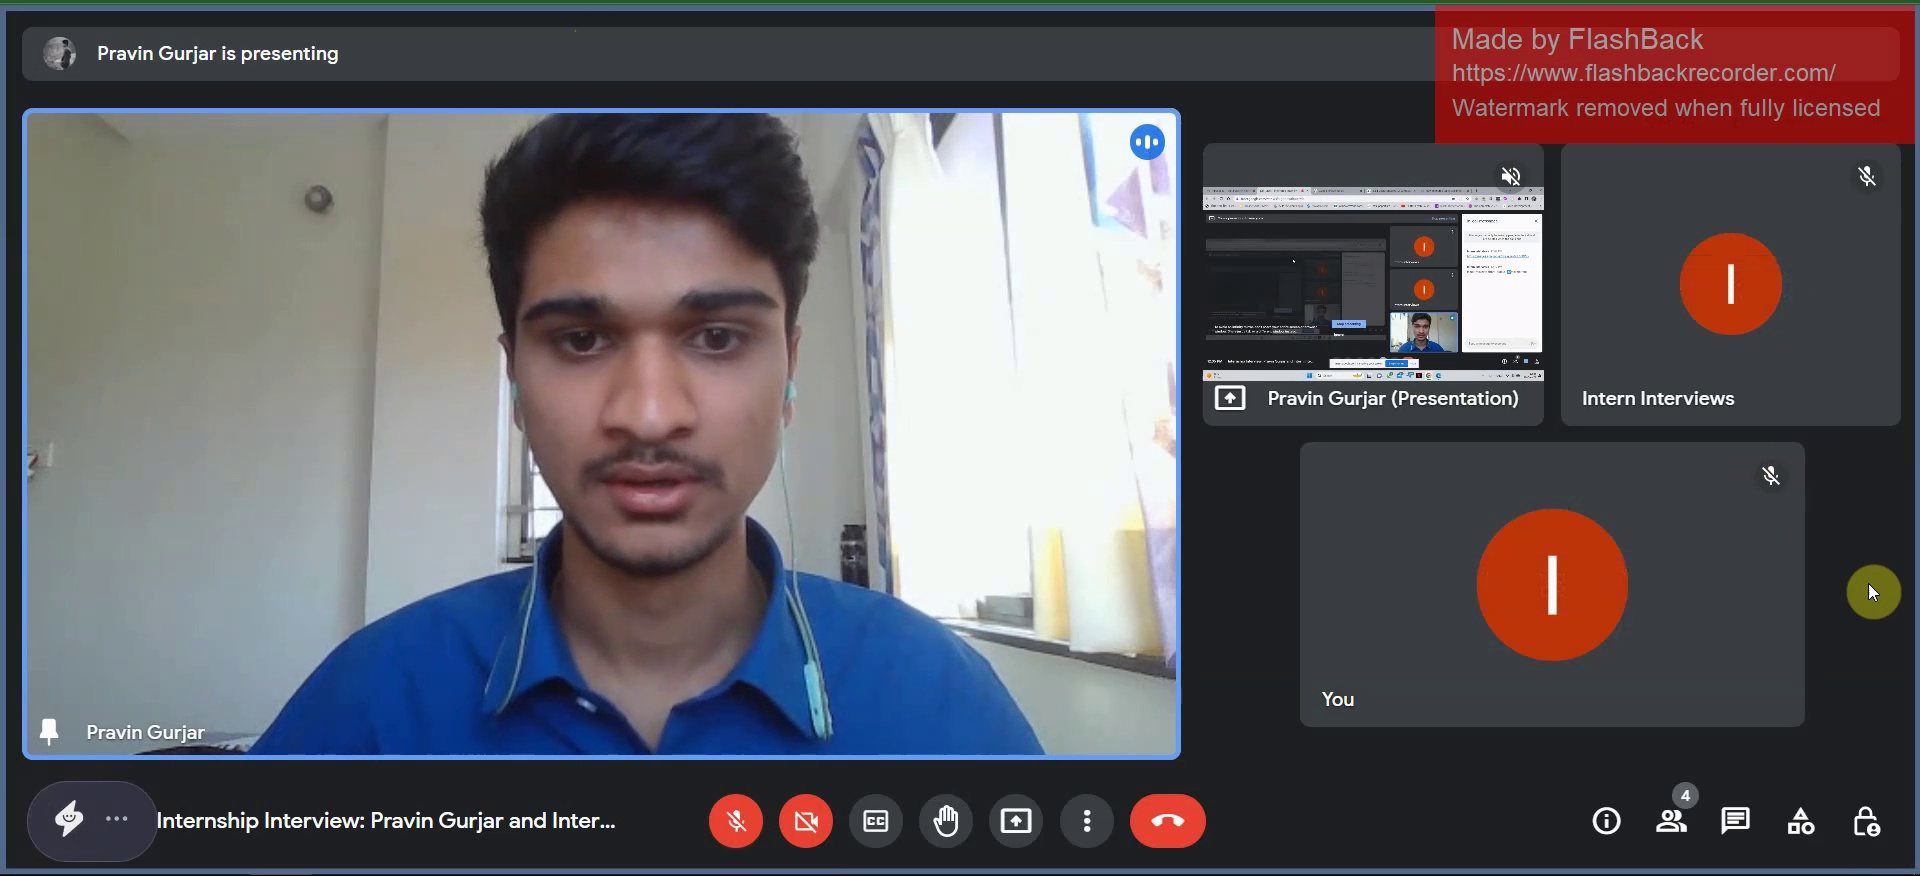 Pravin Gurjar is presenting
Made by FlashBack
https://www.flashbackrecorder.com/
Watermark removed when fully licensed
Pravin Gurjar
Pravin Gurjar (Presentation)
I
Intern Interviews
I
You
Internship Interview: Pravin Gurjar and Inter...
CC
4